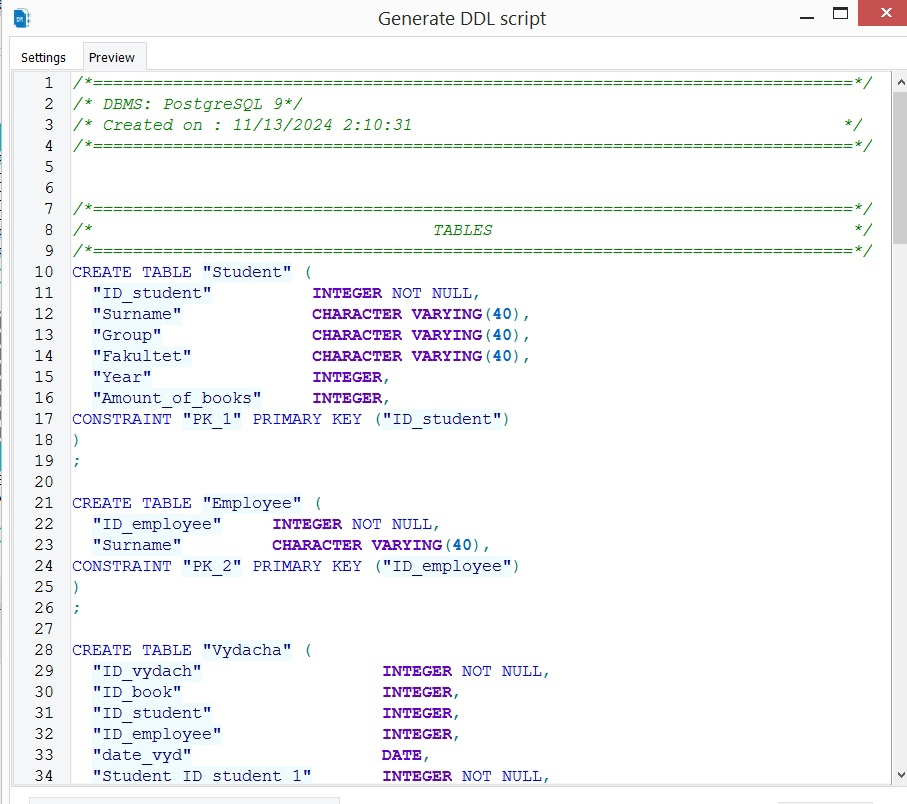 Generate DDL script
Settings Preview
1 /*============================================================================*/
2 /* DBMS: PostgreSQL 9*/
3 /* Created on : 11/13/2024 2:10:31 */
4 /*============================================================================*/
5
6
7 /*============================================================================*/
8 /* TABLES */
9 /*============================================================================*/
10 CREATE TABLE "Student" (
11 "ID_student" INTEGER NOT NULL,
12 "Surname" CHARACTER VARYING(40),
13 "Group" CHARACTER VARYING(40),
14 "Fakultet" CHARACTER VARYING(40),
15 "Year" INTEGER,
16 "Amount_of_books" INTEGER,
17 CONSTRAINT "PK_1" PRIMARY KEY ("ID_student")
18 )
19 ;
20
21 CREATE TABLE "Employee" (
22 "ID_employee" INTEGER NOT NULL,
23 "Surname" CHARACTER VARYING(40),
24 CONSTRAINT "PK_2" PRIMARY KEY ("ID_employee")
25 )
26 ;
27
28 CREATE TABLE "Vydacha" (
29 "ID_vydach" INTEGER NOT NULL,
30 "ID_book" INTEGER,
31 "ID_student" INTEGER,
32 "ID_employee" INTEGER,
33 "date_vyd" DATE,
34 "Student_ID_student_1" INTEGER NOT NULL,